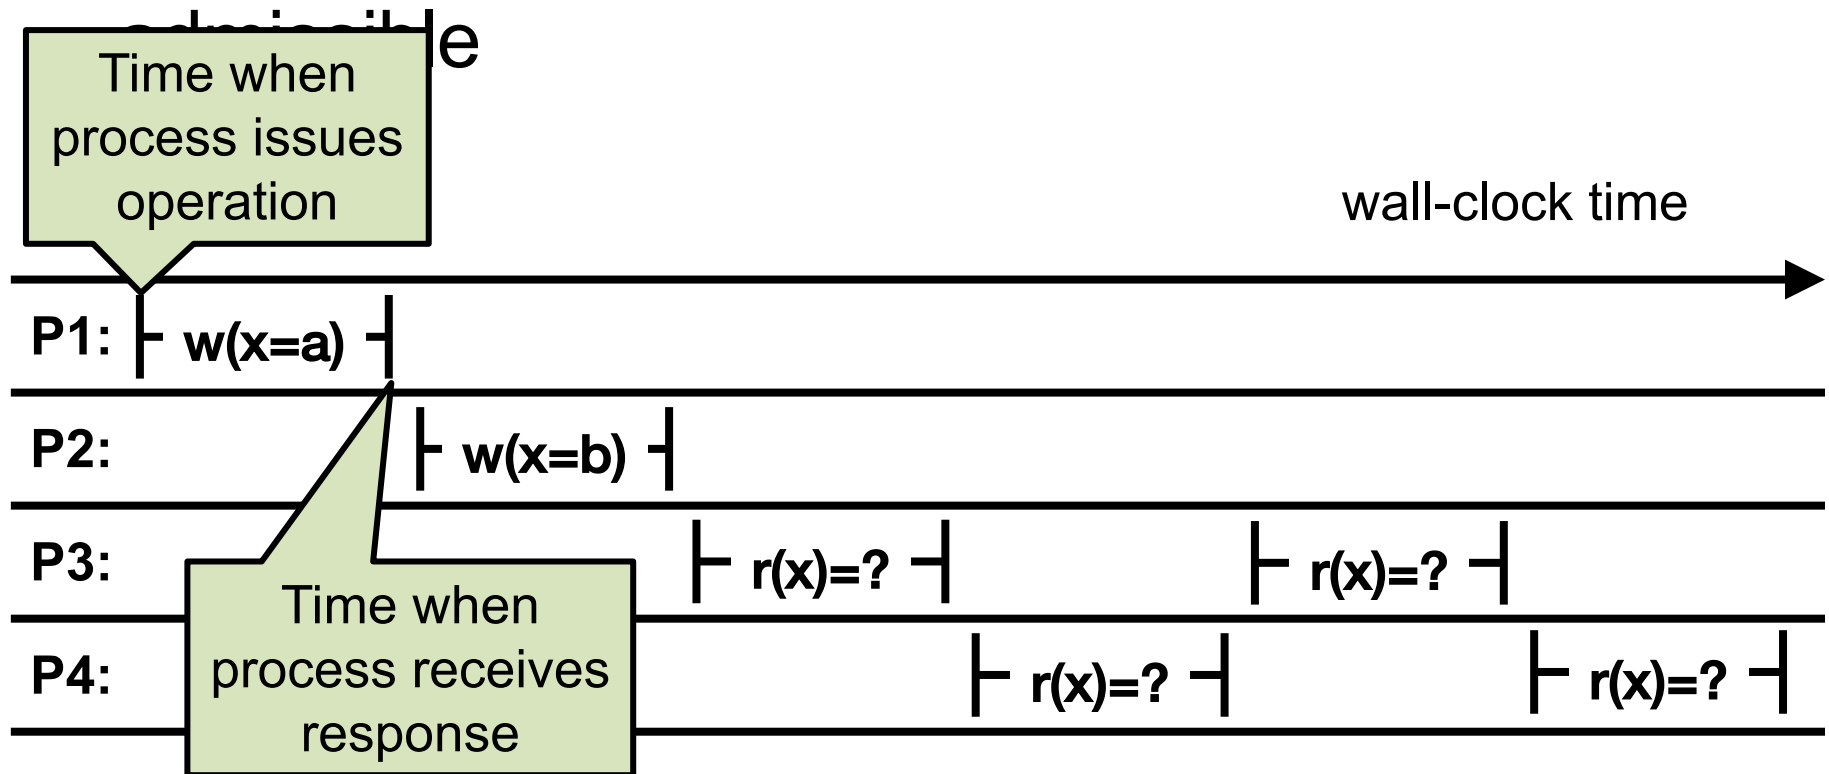 Time when
process issues
operation
wall-clock time
P1: w(x=a)
P2: w(x=b)
P3: r(x)=? r(x)=?
Time when
process receives
response
P4: r(x)=? r(x)=?